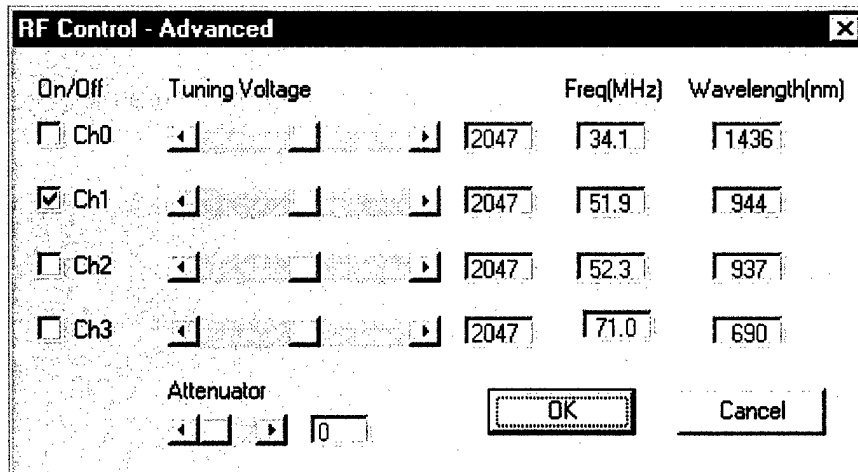 RF Control - Advanced
On/Off Tuning Voltage Freq(MHz) Wavelength(nm)
Ch0 2047 34.1 1436
Ch1 2047 51.9 944
Ch2 2047 52.3 937
Ch3 2047 71.0 690
Attenuator
0 OK Cancel